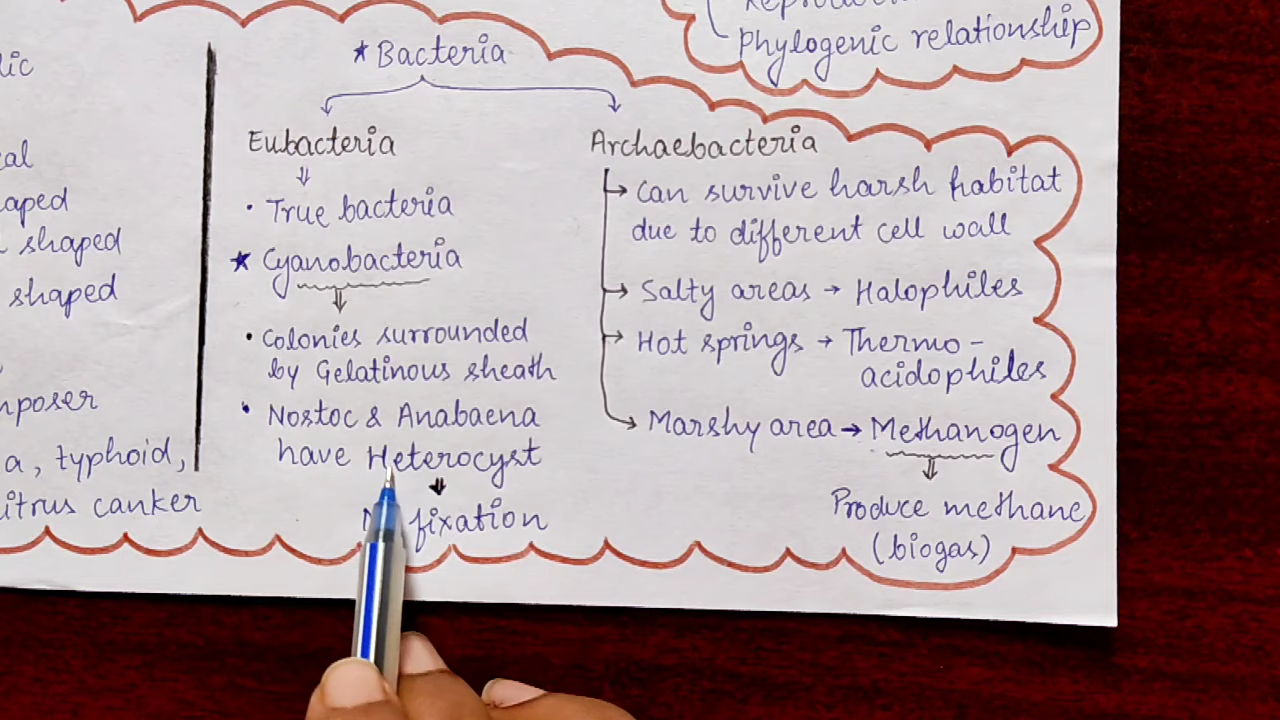 Phylogenic relationship
lic
al
aped
shaped
shaped
mposer
a, typhoid,
itrus canker
★ Bacteria
Eubacteria
⇓
· True bacteria
★ Cyanobacteria
⇓
· Colonies surrounded
by Gelatinous sheath
· Nostoc & Anabaena
have Heterocyst
fixation
Archaebacteria
→ Can survive harsh habitat
due to different cell wall
→ Salty areas → Halophiles
→ Hot springs → Thermo-
acidophiles
→ Marshy area → Methanogen
⇓
Produce methane
(biogas)